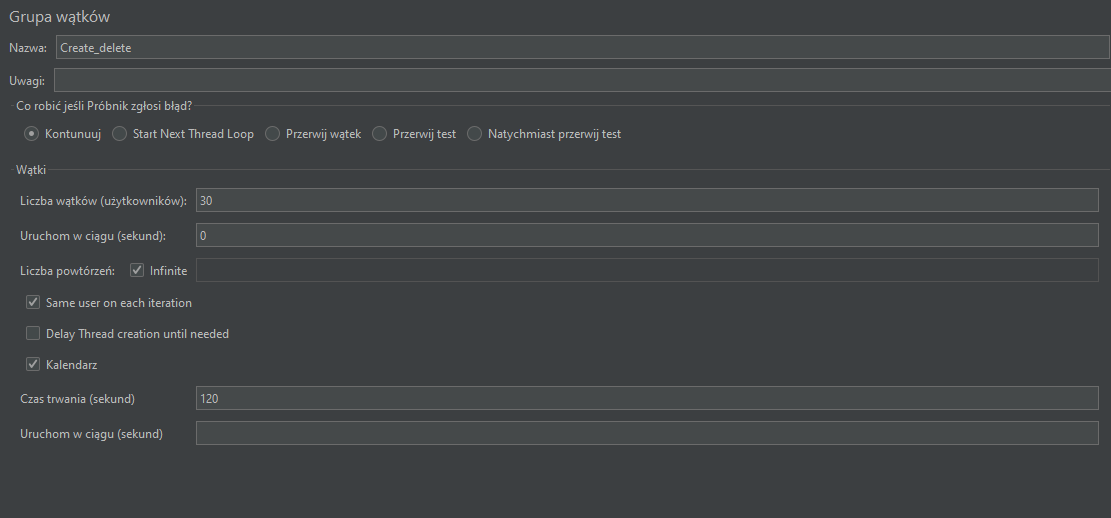 Grupa wątków
Nazwa: Create_delete
Uwagi:
Co robić jeśli Próbnik zgłosi błąd?
Kontunuuj Start Next Thread Loop Przerwij wątek Przerwij test Natychmiast przerwij test
Wątki
Liczba wątków (użytkowników): 30
Uruchom w ciągu (sekund): 0
Liczba powtórzeń: Infinite
Same user on each iteration
Delay Thread creation until needed
Kalendarz
Czas trwania (sekund) 120
Uruchom w ciągu (sekund)